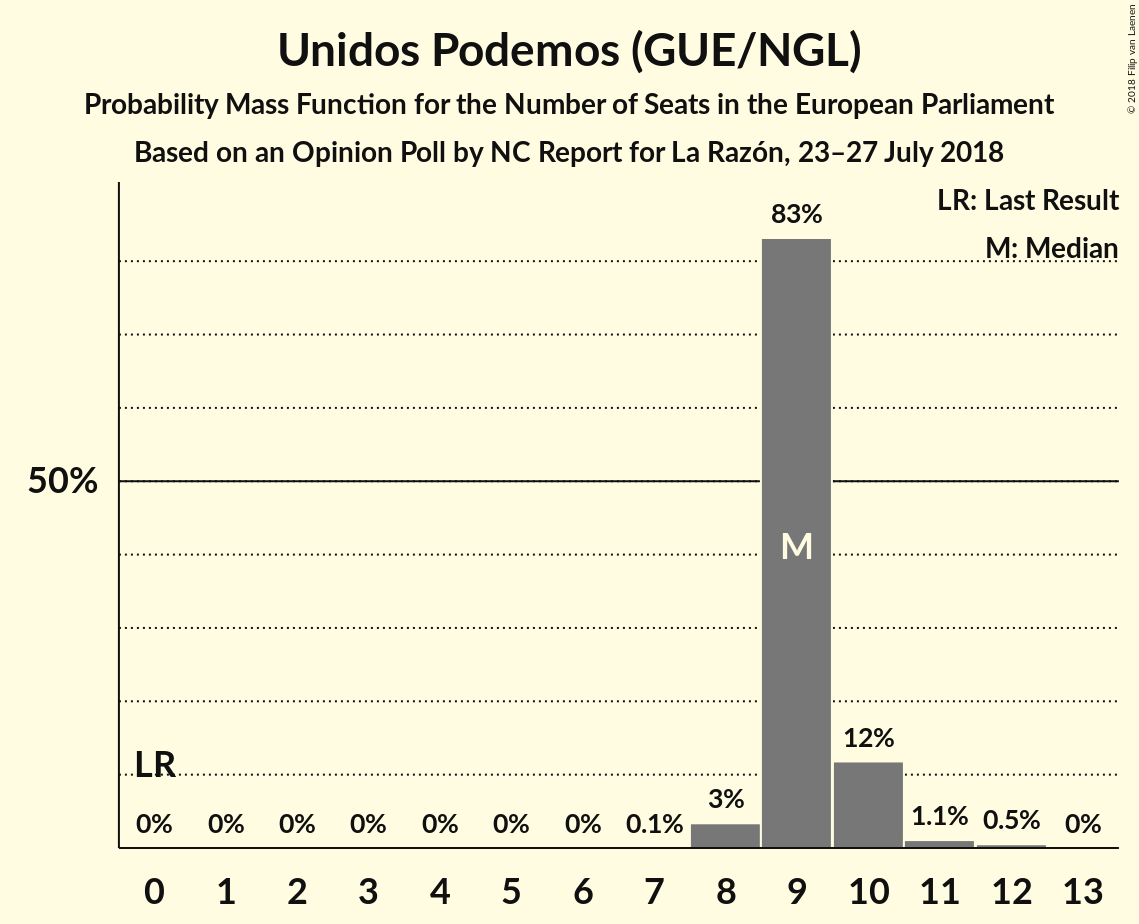 Unidos Podemos (GUE/NGL)
Probability Mass Function for the Number of Seats in the European Parliament
Based on an Opinion Poll by NC Report for La Razón, 23–27 July 2018
© 2018 Filip van Laenen
LR: Last Result
M: Median
83%
50%
M
LR
12%
3%
0% 0% 0% 0% 0% 0% 0% 0.1% 1.1% 0.5% 0%
0 1 2 3 4 5 6 7 8 9 10 11 12 13